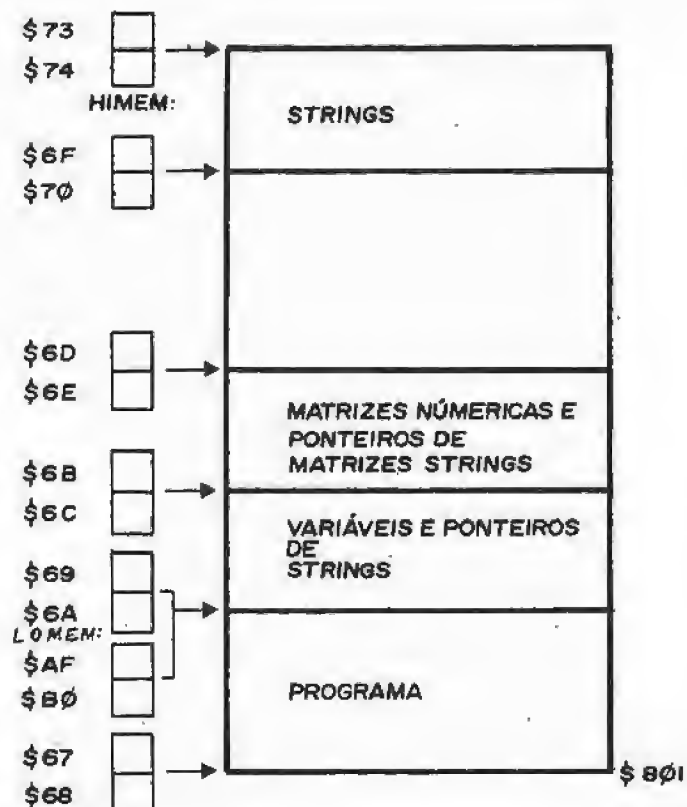 $73
$74
HIMEM:
STRINGS
$6F
$7Ø
$6D
$6E
MATRIZES NÚMERICAS E
PONTEIROS DE
MATRIZES STRINGS
$6B
$6C
VARIÁVEIS E PONTEIROS
DE
STRINGS
$69
$6A
LOMEM:
$AF
$BØ
PROGRAMA
$67
$68
$8Ø1